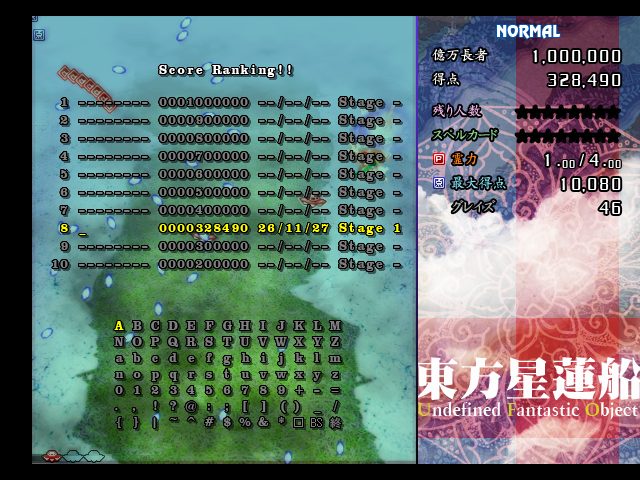 Score Ranking!!
1 -------- 0001000000 --/--/-- Stage -
2 -------- 0000900000 --/--/-- Stage -
3 -------- 0000800000 --/--/-- Stage -
4 -------- 0000700000 --/--/-- Stage -
5 -------- 0000600000 --/--/-- Stage -
6 -------- 0000500000 --/--/-- Stage -
7 -------- 0000400000 --/--/-- Stage -
8 _ 0000328490 26/11/27 Stage 1
9 -------- 0000300000 --/--/-- Stage -
10 -------- 0000200000 --/--/-- Stage -
A B C D E F G H I J K L M
N O P Q R S T U V W X Y Z
a b c d e f g h i j k l m
n o p q r s t u v w x y z
0 1 2 3 4 5 6 7 8 9 + - =
. , ! ? @ : ; [ ] ( ) _ /
{ } | ~ ^ # $ % & * □ BS 終
NORMAL
億万長者 1,000,000
得点 328,490
残り人数 ★★★★★★★★
スペルカード ★★★★★★★★
P 霊力 1.00/4.00
点 最大得点 10,080
グレイズ 46
東方星蓮船
Undefined Fantastic Object